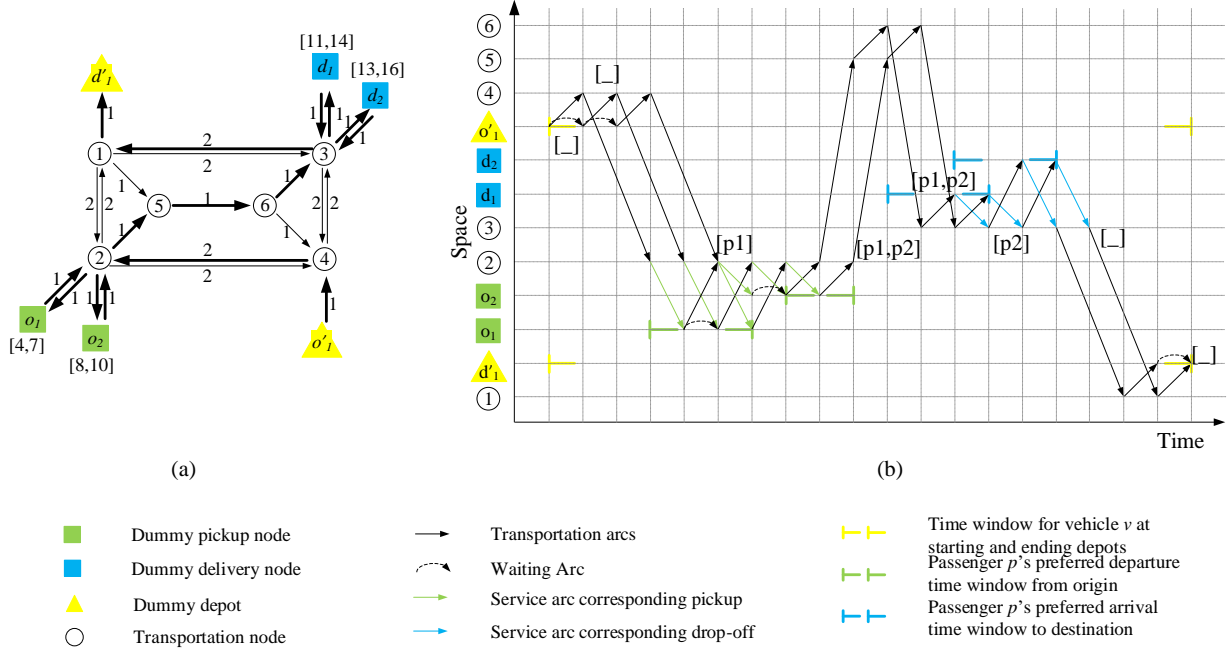 [11,14]
d₁
[13,16]
d₂
d'₁
1
1
1
1
1
1
2
2
3
1
1
5
1
6
2
2
1
1
1
2
2
2
2
2
4
1
1
1
1
1
o₁
[4,7]
o₂
[8,10]
o'₁
(a)
Space
6
5
4
o'₁
d₂
d₁
3
2
o₂
o₁
d'₁
1
[_]
[_]
[p1]
[p1,p2]
[p1,p2]
[p2]
[_]
[_]
Time
(b)
Dummy pickup node
Dummy delivery node
Dummy depot
Transportation node
Transportation arcs
Waiting Arc
Service arc corresponding pickup
Service arc corresponding drop-off
Time window for vehicle v at
starting and ending depots
Passenger p's preferred departure
time window from origin
Passenger p's preferred arrival
time window to destination